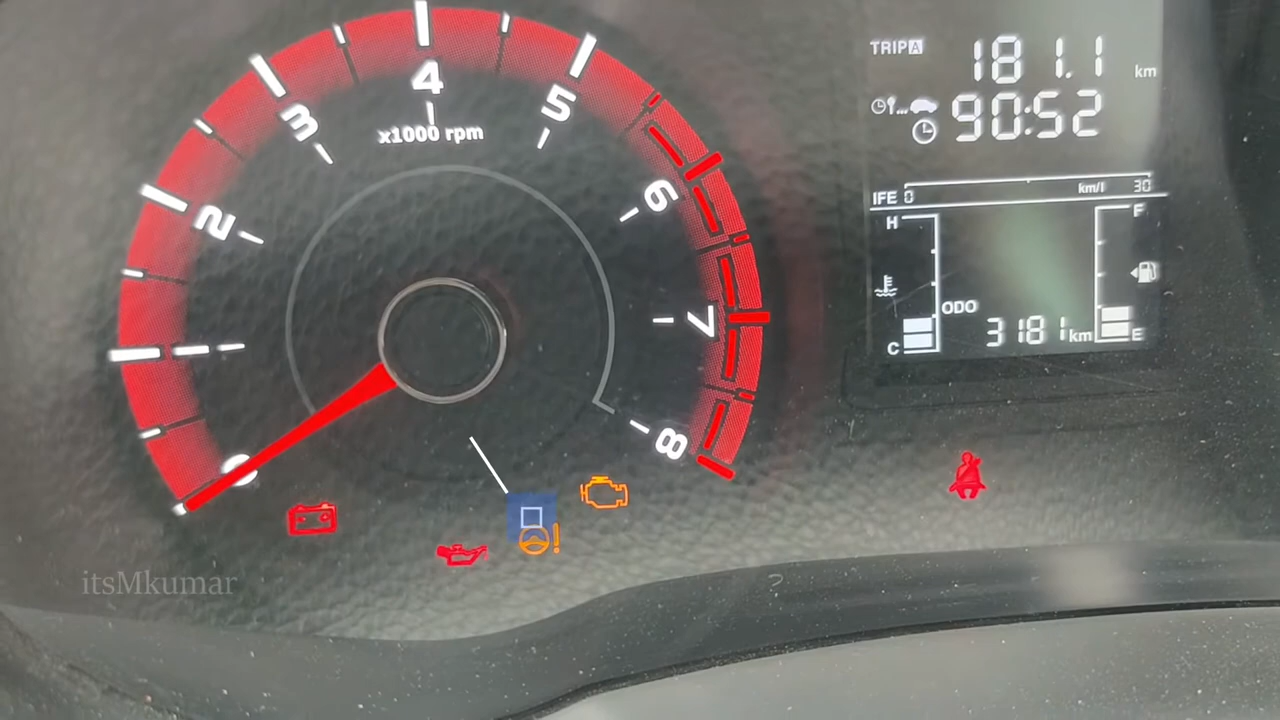 4
3
5
x1000 rpm
2
6
7
8
0
TRIP A 181.1 km
90:52
IFE 0 km/l 30
H
F
ODO
3181 km
C
E
itsMkumar